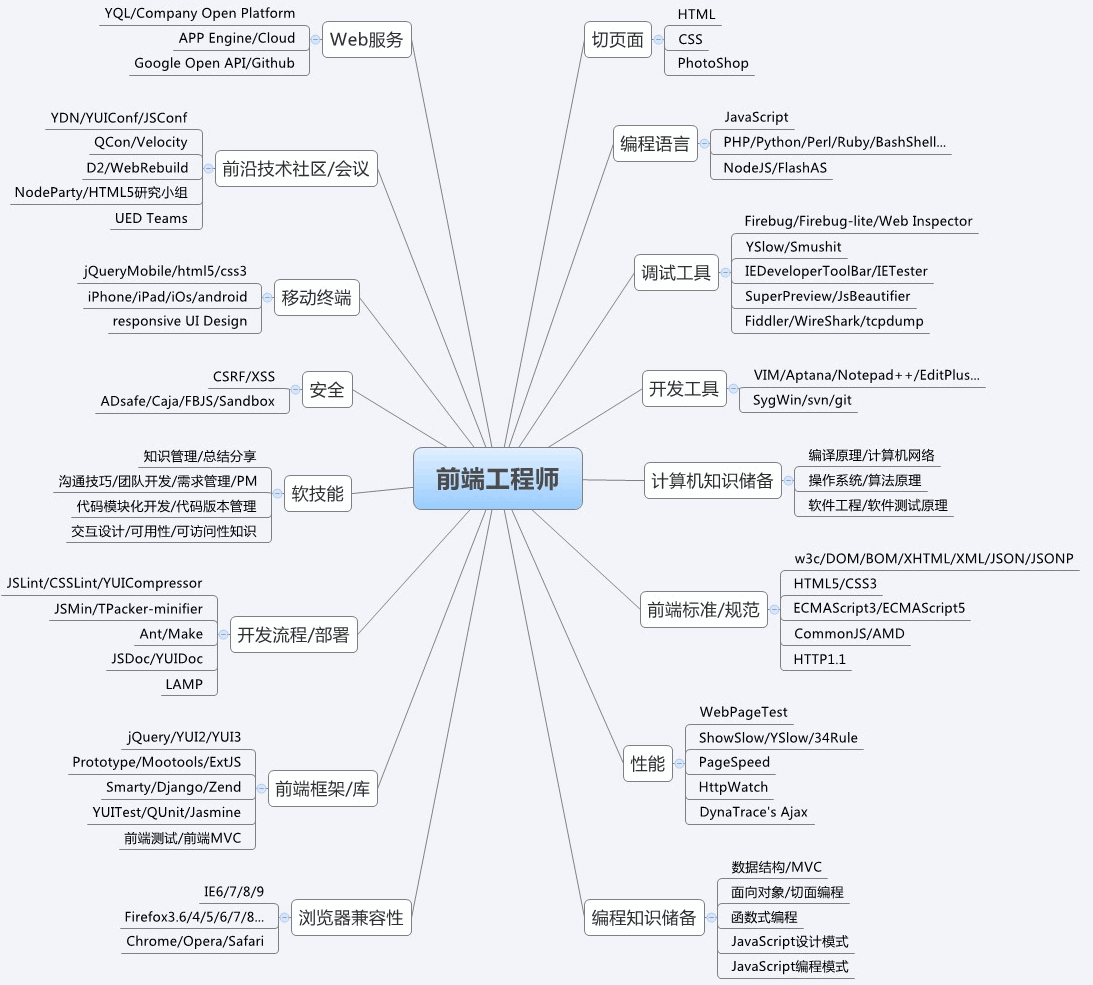 前端工程师
切页面
HTML
CSS
PhotoShop
编程语言
JavaScript
PHP/Python/Perl/Ruby/BashShell...
NodeJS/FlashAS
调试工具
Firebug/Firebug-lite/Web Inspector
YSlow/Smushit
IEDeveloperToolBar/IETester
SuperPreview/JsBeautifier
Fiddler/WireShark/tcpdump
开发工具
VIM/Aptana/Notepad++/EditPlus...
SygWin/svn/git
计算机知识储备
编译原理/计算机网络
操作系统/算法原理
软件工程/软件测试原理
前端标准/规范
w3c/DOM/BOM/XHTML/XML/JSON/JSONP
HTML5/CSS3
ECMAScript3/ECMAScript5
CommonJS/AMD
HTTP1.1
性能
WebPageTest
ShowSlow/YSlow/34Rule
PageSpeed
HttpWatch
DynaTrace's Ajax
编程知识储备
数据结构/MVC
面向对象/切面编程
函数式编程
JavaScript设计模式
JavaScript编程模式
Web服务
YQL/Company Open Platform
APP Engine/Cloud
Google Open API/Github
前沿技术社区/会议
YDN/YUIConf/JSConf
QCon/Velocity
D2/WebRebuild
NodeParty/HTML5研究小组
UED Teams
移动终端
jQueryMobile/html5/css3
iPhone/iPad/iOs/android
responsive UI Design
安全
CSRF/XSS
ADsafe/Caja/FBJS/Sandbox
软技能
知识管理/总结分享
沟通技巧/团队开发/需求管理/PM
代码模块化开发/代码版本管理
交互设计/可用性/可访问性知识
开发流程/部署
JSLint/CSSLint/YUICompressor
JSMin/TPacker-minifier
Ant/Make
JSDoc/YUIDoc
LAMP
前端框架/库
jQuery/YUI2/YUI3
Prototype/Mootools/ExtJS
Smarty/Django/Zend
YUITest/QUnit/Jasmine
前端测试/前端MVC
浏览器兼容性
IE6/7/8/9
Firefox3.6/4/5/6/7/8...
Chrome/Opera/Safari